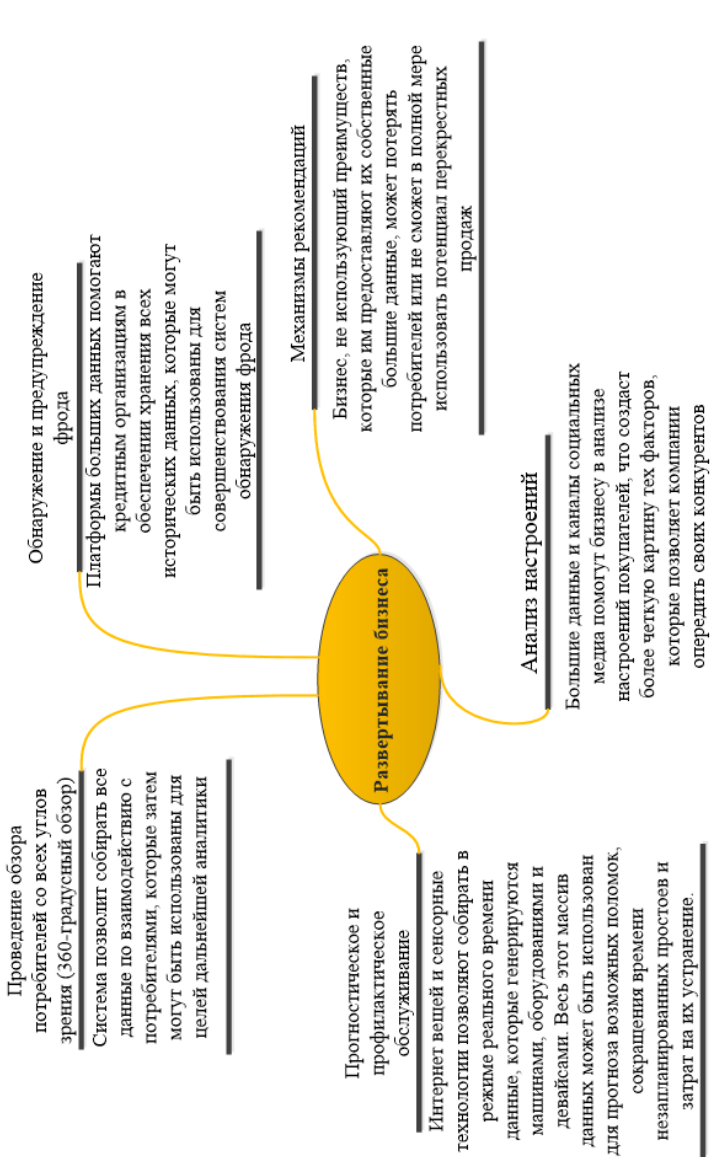 Проведение обзора
потребителей со всех углов
зрения (360-градусный обзор)
Система позволит собирать все
данные по взаимодействию с
потребителями, которые затем
могут быть использованы для
целей дальнейшей аналитики
Обнаружение и предупреждение
фрода
Платформы больших данных помогают
кредитным организациям в
обеспечении хранения всех
исторических данных, которые могут
быть использованы для
совершенствования систем
обнаружения фрода
Механизмы рекомендаций
Бизнес, не использующий преимуществ,
которые им предоставляют их собственные
большие данные, может потерять
потребителей или не сможет в полной мере
использовать потенциал перекрестных
продаж
Развертывание бизнеса
Прогностическое и
профилактическое
обслуживание
Интернет вещей и сенсорные
технологии позволяют собирать в
режиме реального времени
данные, которые генерируются
машинами, оборудованиями и
девайсами. Весь этот массив
данных может быть использован
для прогноза возможных поломок,
сокращения времени
незапланированных простоев и
затрат на их устранение.
Анализ настроений
Большие данные и каналы социальных
медиа помогут бизнесу в анализе
настроений покупателей, что создаст
более четкую картину тех факторов,
которые позволяет компании
опередить своих конкурентов